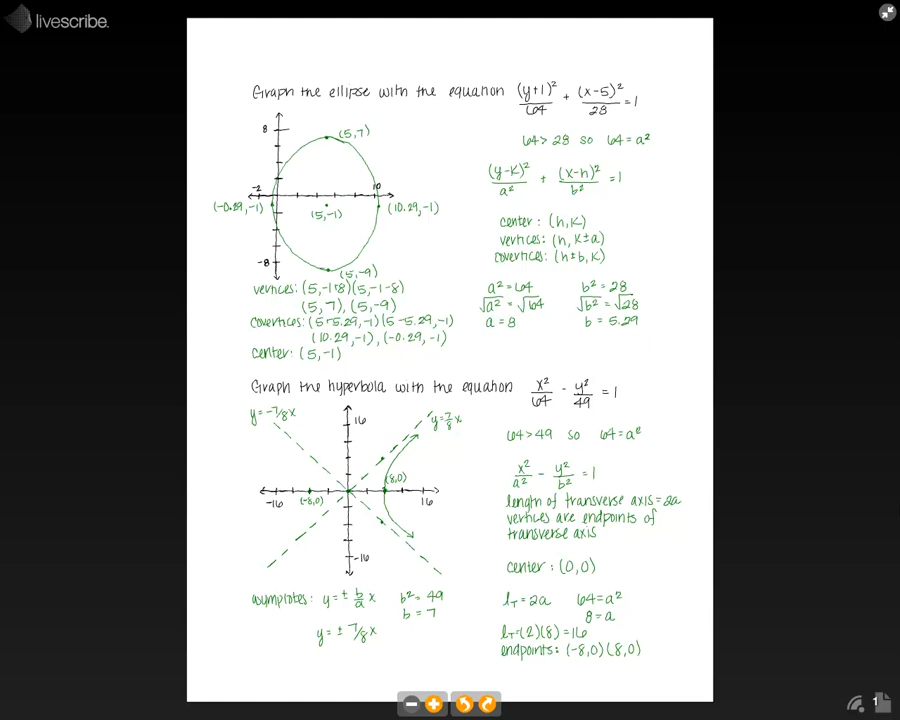 livescribe.
Graph the ellipse with the equation (y+1)²/64 + (x-5)²/28 = 1
8
(5,7)
64 > 28 so 64 = a²
-2
10
(y-k)²/a² + (x-h)²/b² = 1
(-0.29,-1)
(5,-1)
(10.29,-1)
center: (h,k)
vertices: (h, k±a)
covertices: (h±b, k)
-8
(5,-9)
vertices: (5,-1+8)(5,-1-8)
(5,7), (5,-9)
covertices: (5+5.29,-1)(5-5.29,-1)
(10.29,-1), (-0.29,-1)
center: (5,-1)
a² = 64
√a² = √64
a = 8
b² = 28
√b² = √28
b = 5.29
Graph the hyperbola with the equation x²/64 - y²/49 = 1
y=-7/8x
16
y=7/8x
64 > 49 so 64 = a²
(8,0)
-16
(-8,0)
16
-16
x²/a² - y²/b² = 1
length of transverse axis = 2a
vertices are endpoints of
transverse axis
center: (0,0)
asymptotes: y = ± b/a x
b² = 49
b = 7
y = ± 7/8x
lT = 2a
64 = a²
8 = a
lT = (2)(8) = 16
endpoints: (-8,0)(8,0)
1